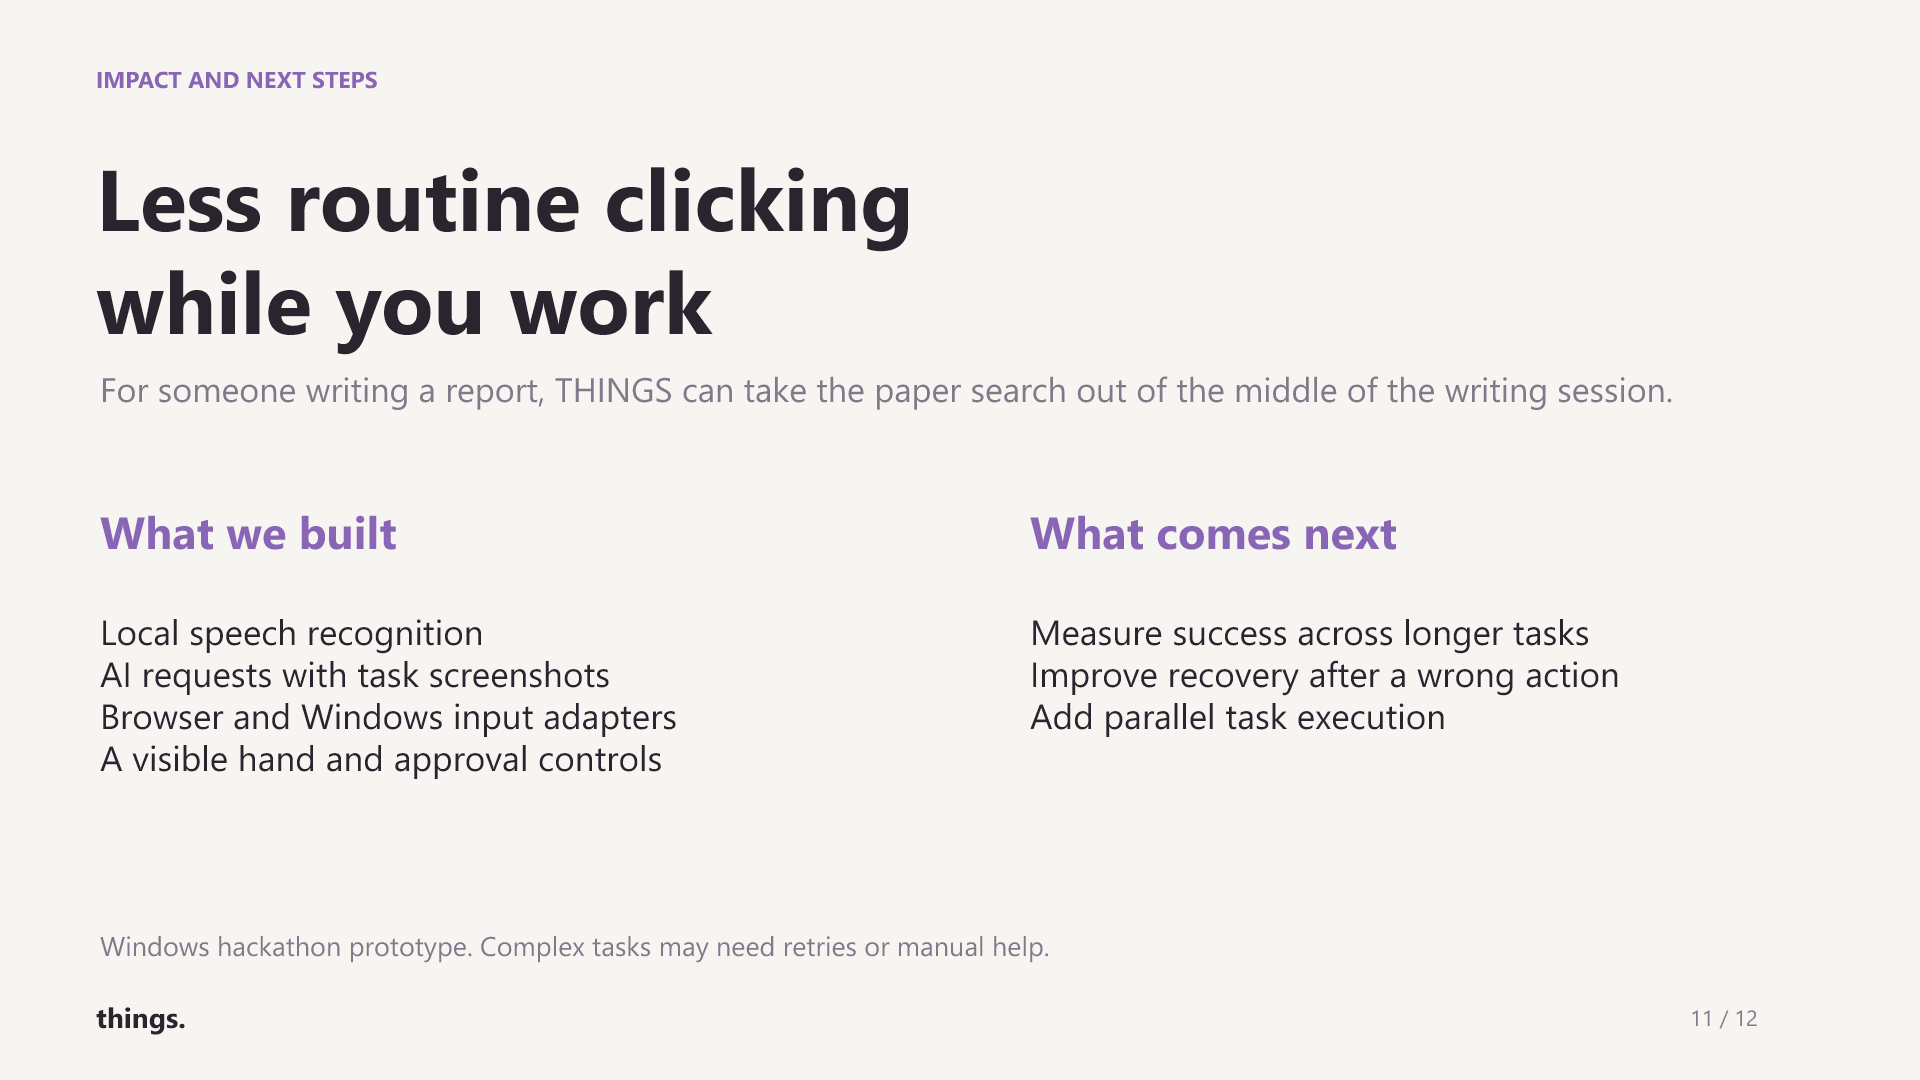 IMPACT AND NEXT STEPS
Less routine clicking
while you work
For someone writing a report, THINGS can take the paper search out of the middle of the writing session.
What we built
Local speech recognition
AI requests with task screenshots
Browser and Windows input adapters
A visible hand and approval controls
What comes next
Measure success across longer tasks
Improve recovery after a wrong action
Add parallel task execution
Windows hackathon prototype. Complex tasks may need retries or manual help.
things.
11 / 12